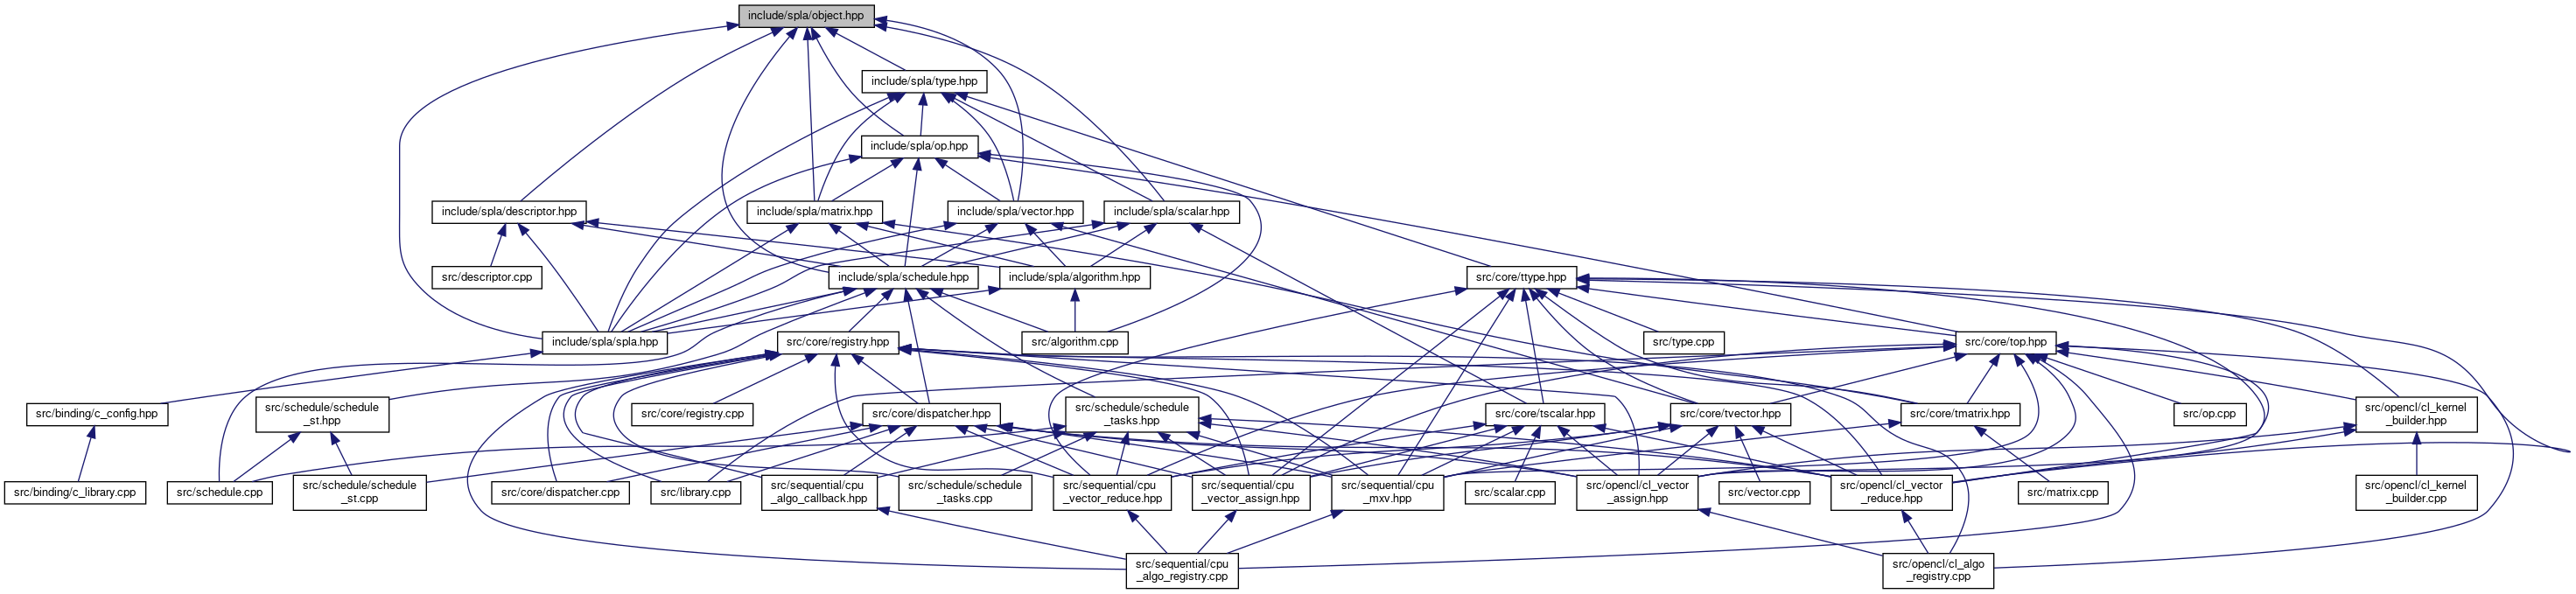 include/spla/object.hpp
include/spla/type.hpp
include/spla/op.hpp
include/spla/descriptor.hpp
include/spla/matrix.hpp
include/spla/vector.hpp
include/spla/scalar.hpp
src/descriptor.cpp
include/spla/schedule.hpp
include/spla/algorithm.hpp
src/core/ttype.hpp
include/spla/spla.hpp
src/core/registry.hpp
src/algorithm.cpp
src/type.cpp
src/core/top.hpp
src/binding/c_config.hpp
src/schedule/schedule
_st.hpp
src/core/registry.cpp
src/core/dispatcher.hpp
src/schedule/schedule
_tasks.hpp
src/core/tscalar.hpp
src/core/tvector.hpp
src/core/tmatrix.hpp
src/op.cpp
src/opencl/cl_kernel
_builder.hpp
src/binding/c_library.cpp
src/schedule.cpp
src/schedule/schedule
_st.cpp
src/core/dispatcher.cpp
src/library.cpp
src/sequential/cpu
_algo_callback.hpp
src/schedule/schedule
_tasks.cpp
src/sequential/cpu
_vector_reduce.hpp
src/sequential/cpu
_vector_assign.hpp
src/sequential/cpu
_mxv.hpp
src/scalar.cpp
src/opencl/cl_vector
_assign.hpp
src/vector.cpp
src/opencl/cl_vector
_reduce.hpp
src/matrix.cpp
src/opencl/cl_kernel
_builder.cpp
src/sequential/cpu
_algo_registry.cpp
src/opencl/cl_algo
_registry.cpp